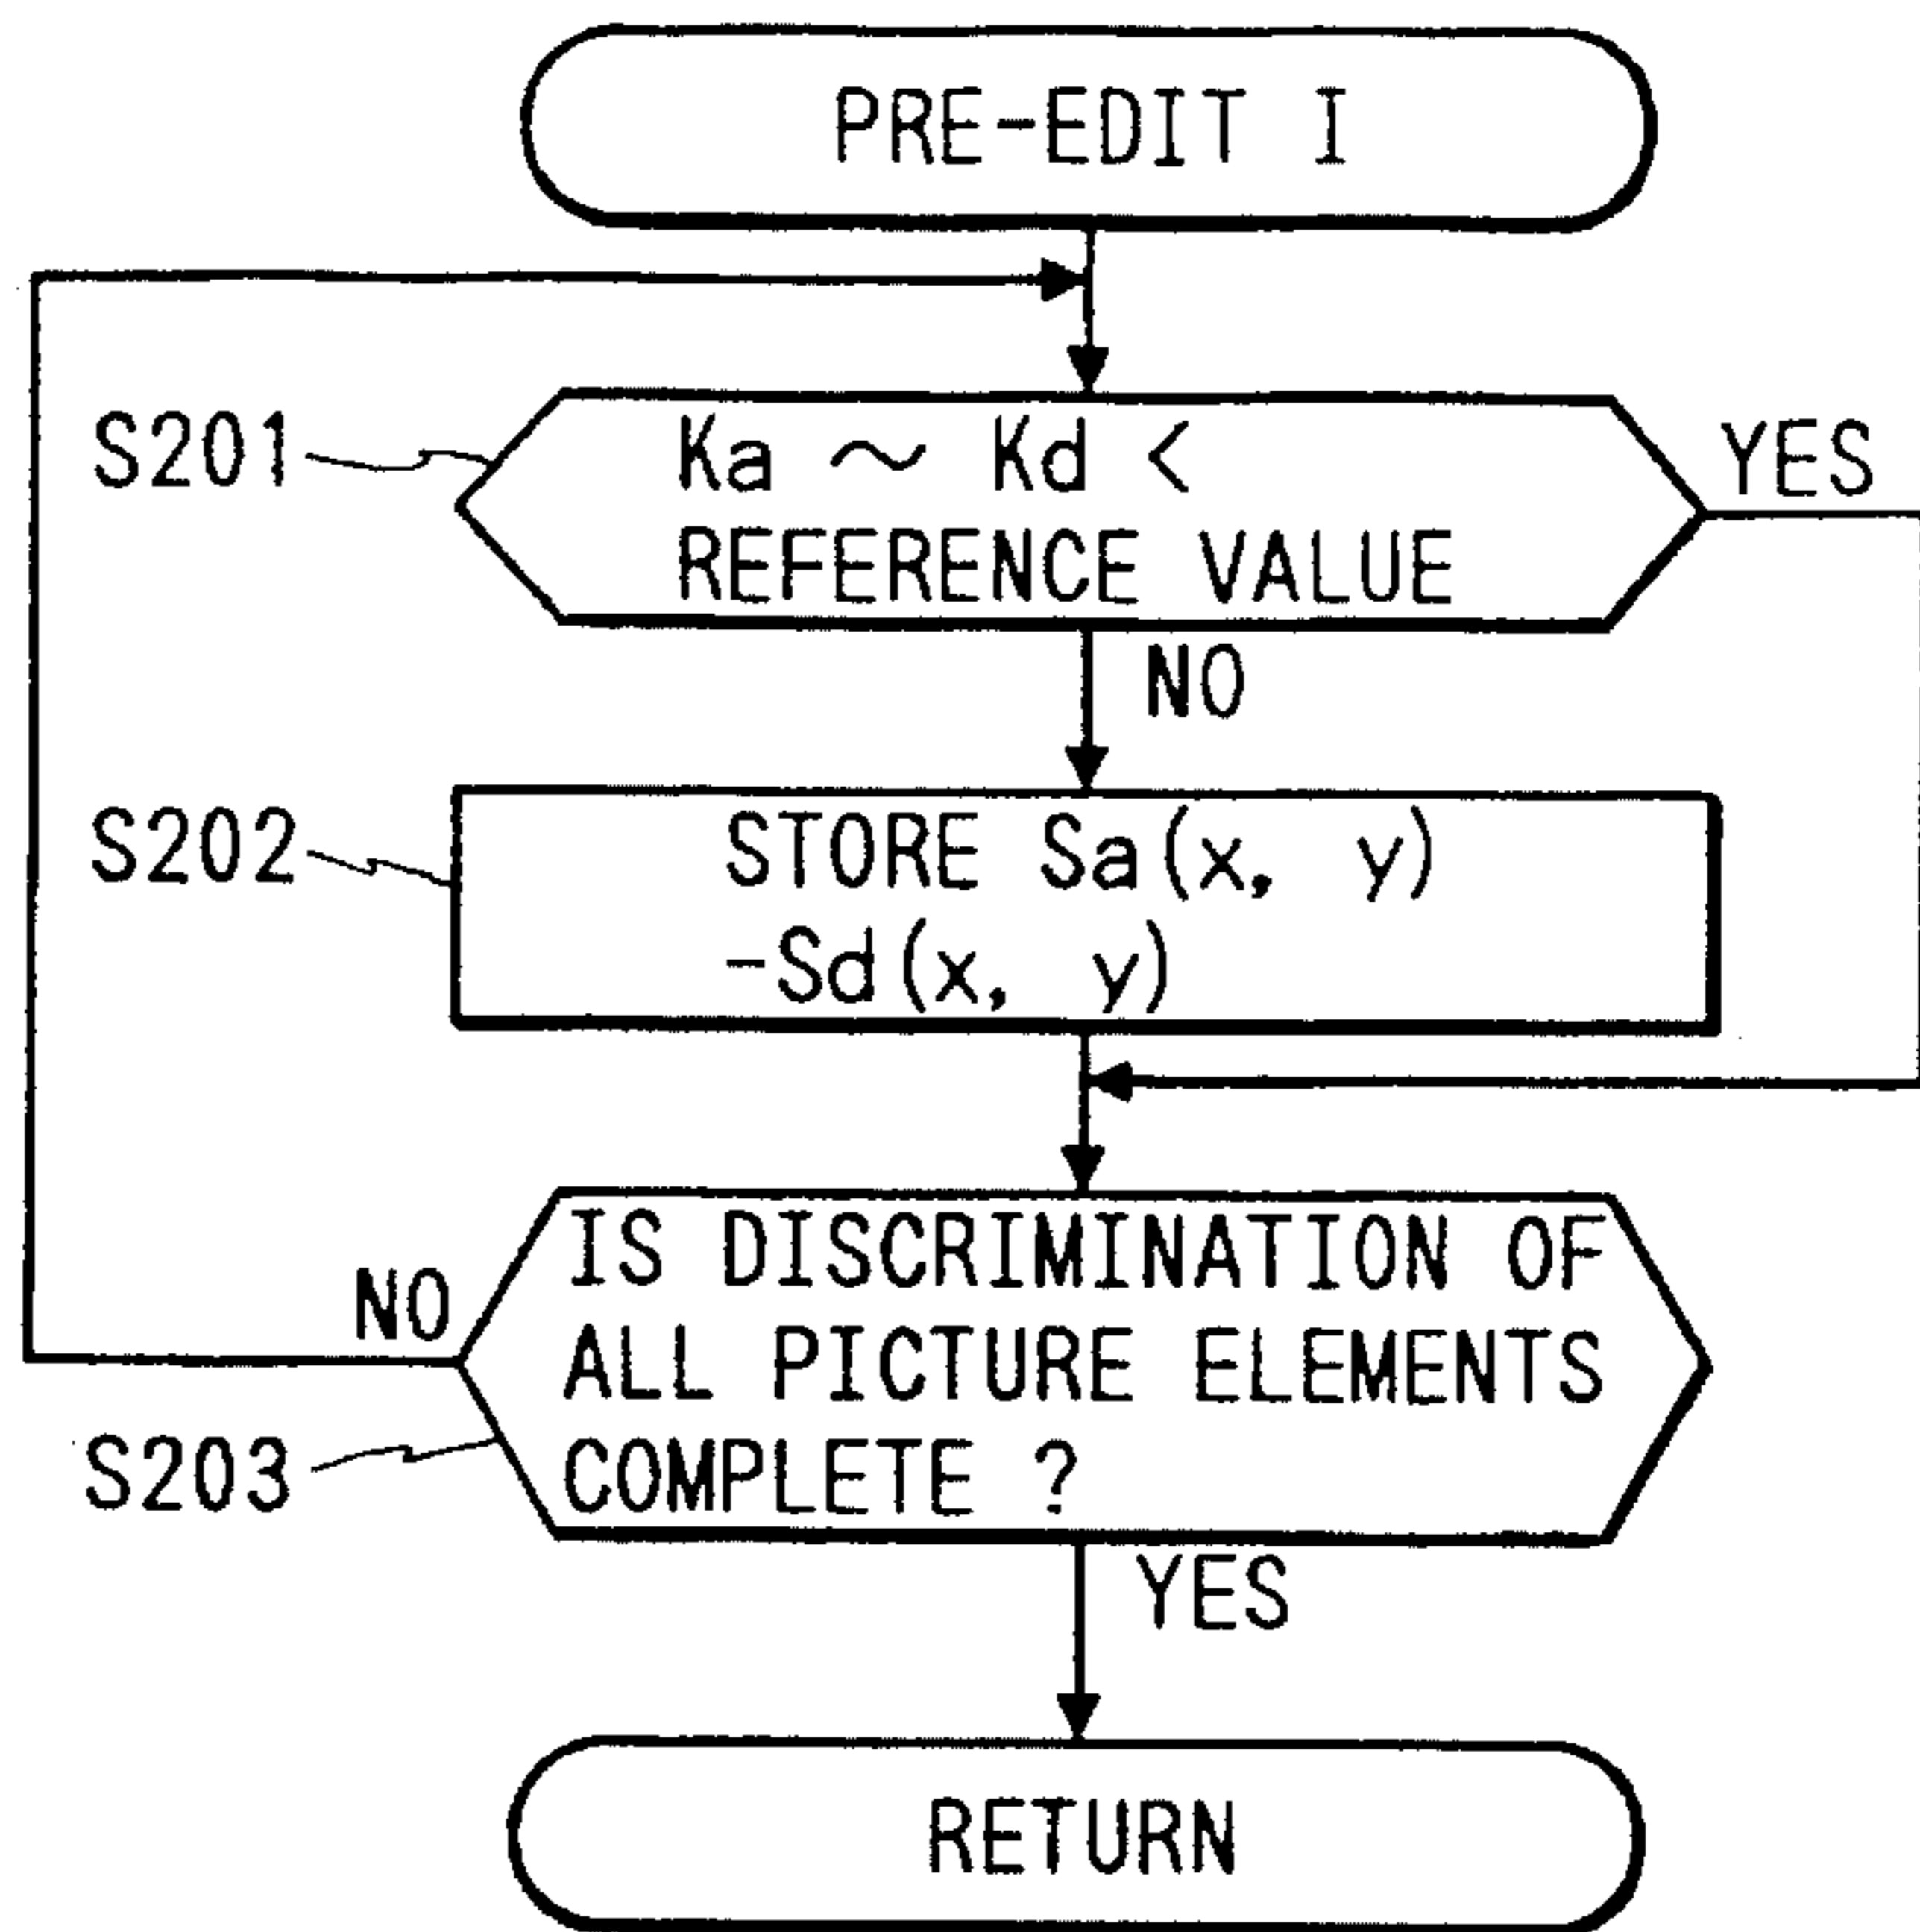 PRE-EDIT I
S201
Ka ~ Kd <
REFERENCE VALUE
YES
NO
S202
STORE Sa(x, y)
-Sd(x, y)
IS DISCRIMINATION OF
ALL PICTURE ELEMENTS
COMPLETE ?
NO
S203
YES
RETURN